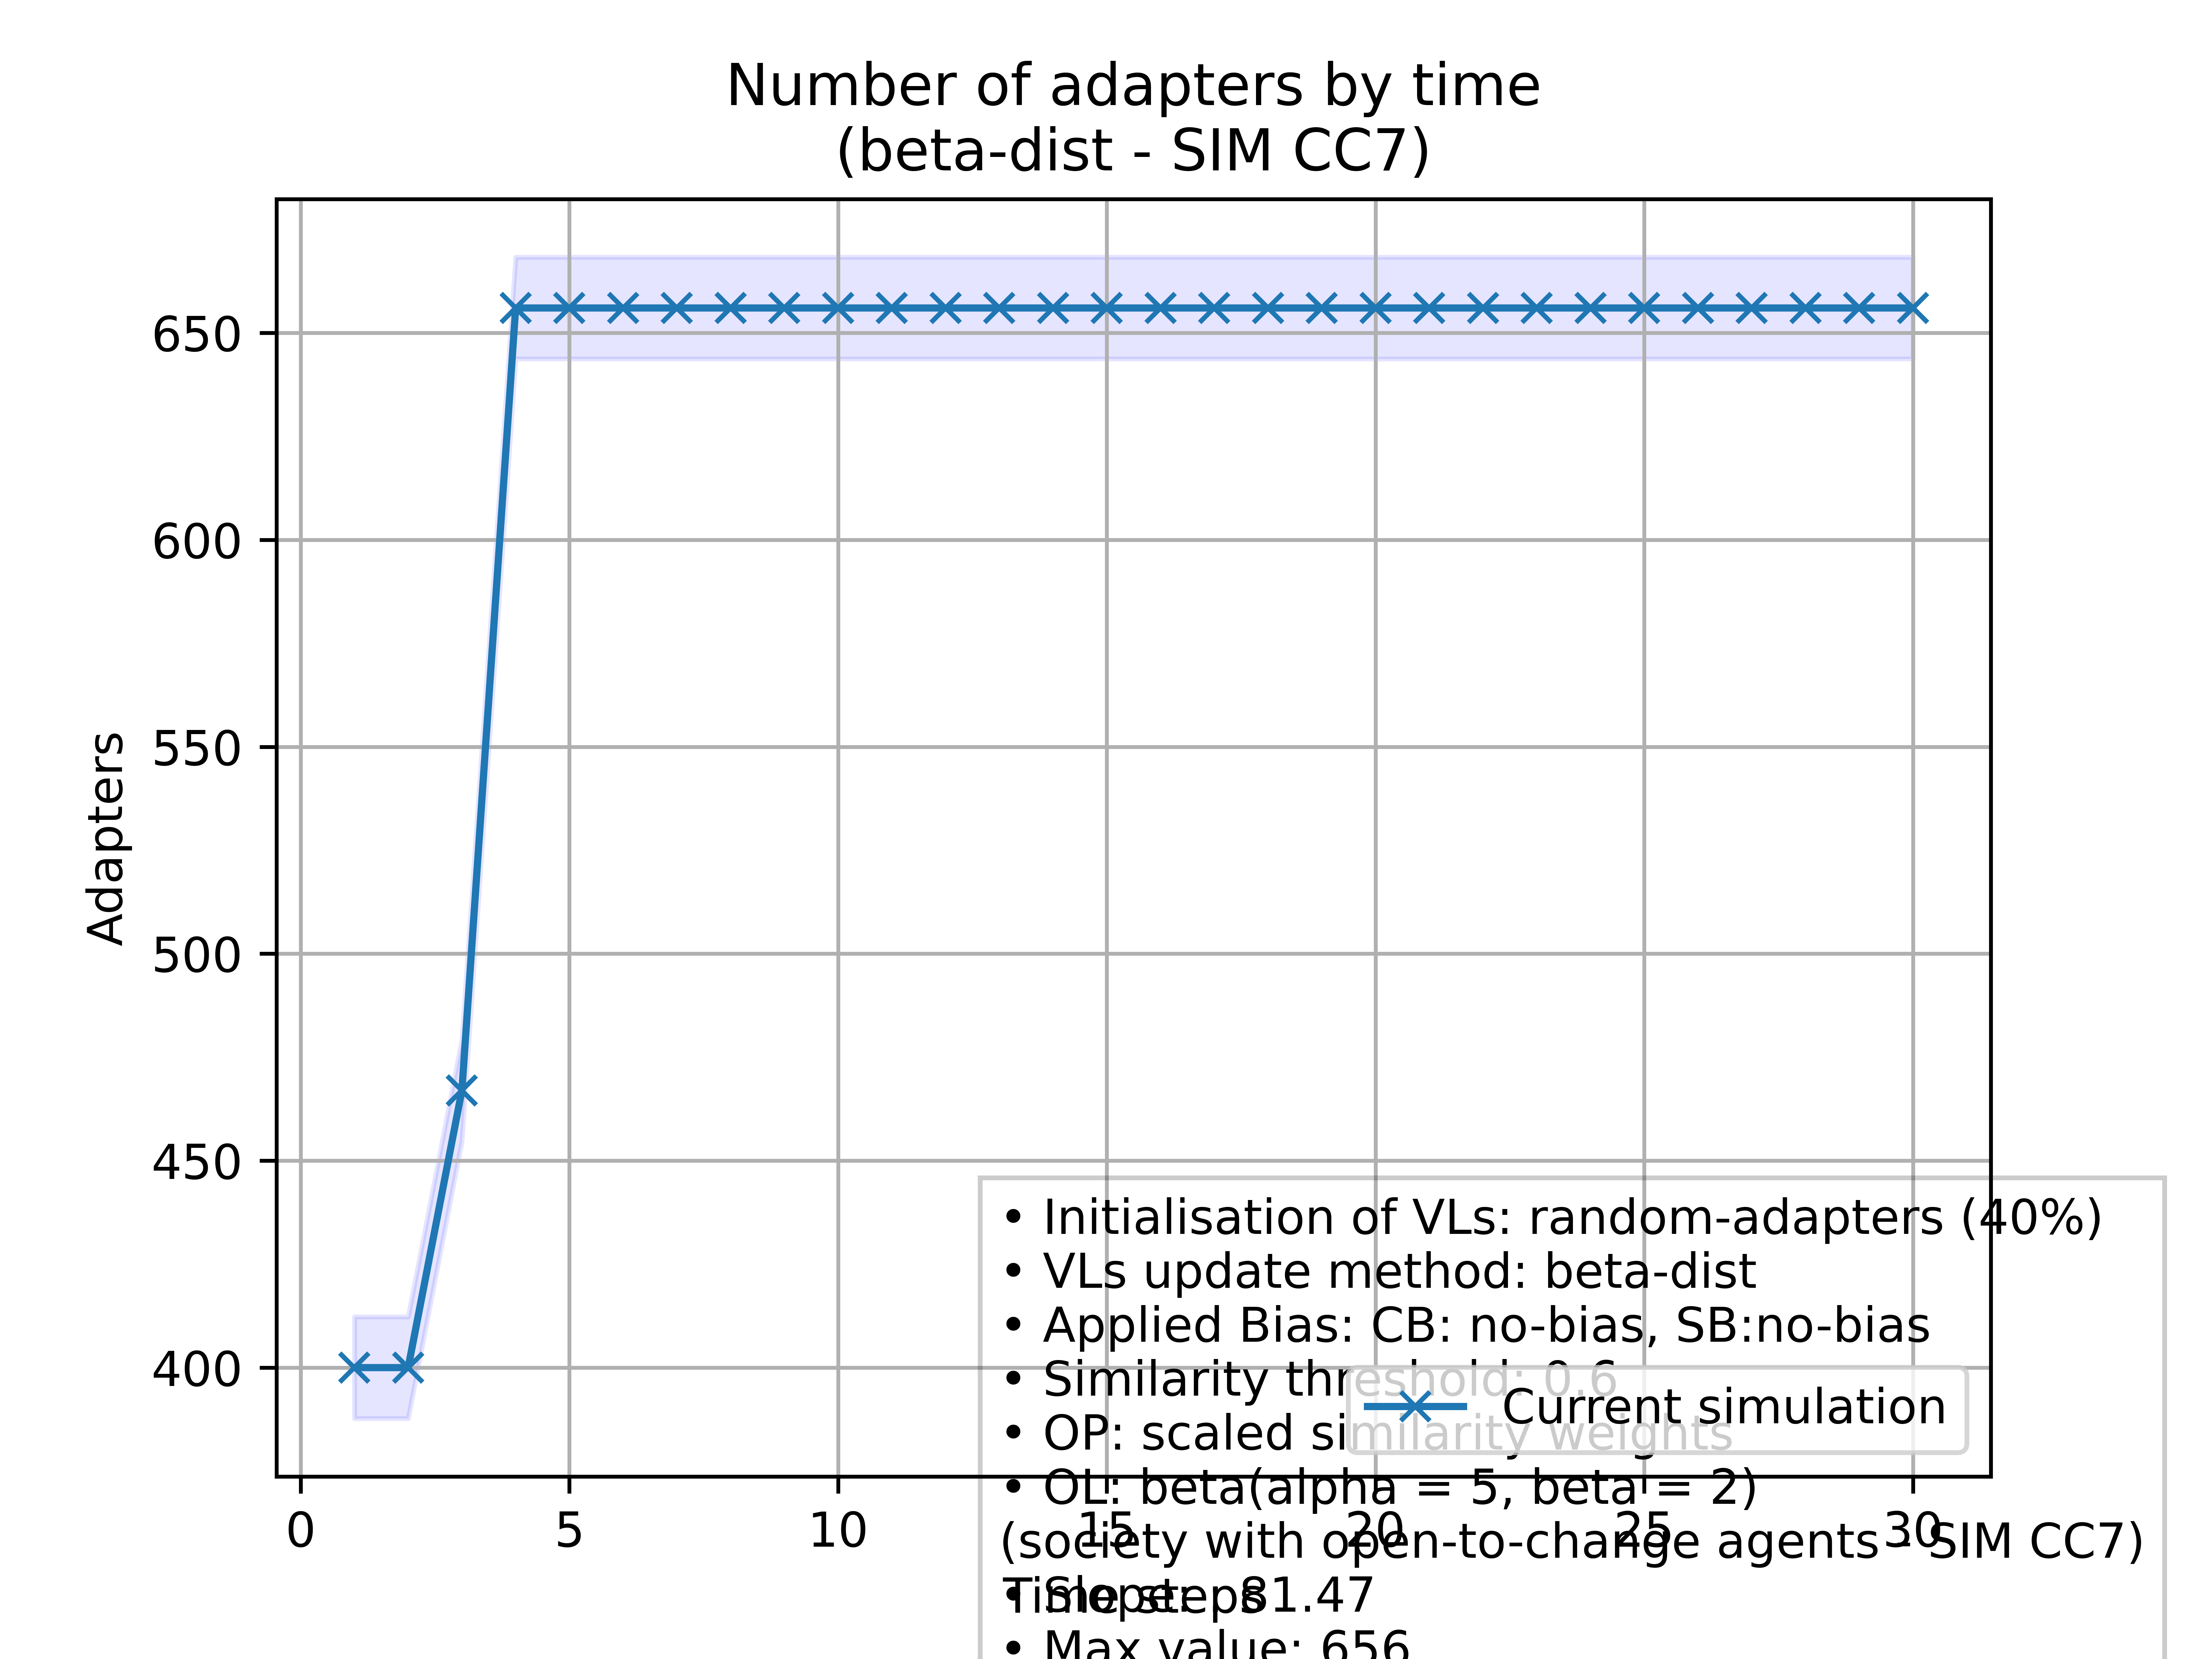 Number of adapters by time
(beta-dist - SIM CC7)
Adapters
650
600
550
500
450
400
• Initialisation of VLs: random-adapters (40%)
• VLs update method: beta-dist
• Applied Bias: CB: no-bias, SB:no-bias
• Similarity threshold: 0.6
• OP: scaled similarity weights
Current simulation
• OL: beta(alpha = 5, beta = 2)
0 5 10 15 20 25 30
(society with open-to-change agents - SIM CC7)
Time steps
• Slope: 81.47
• Max value: 656